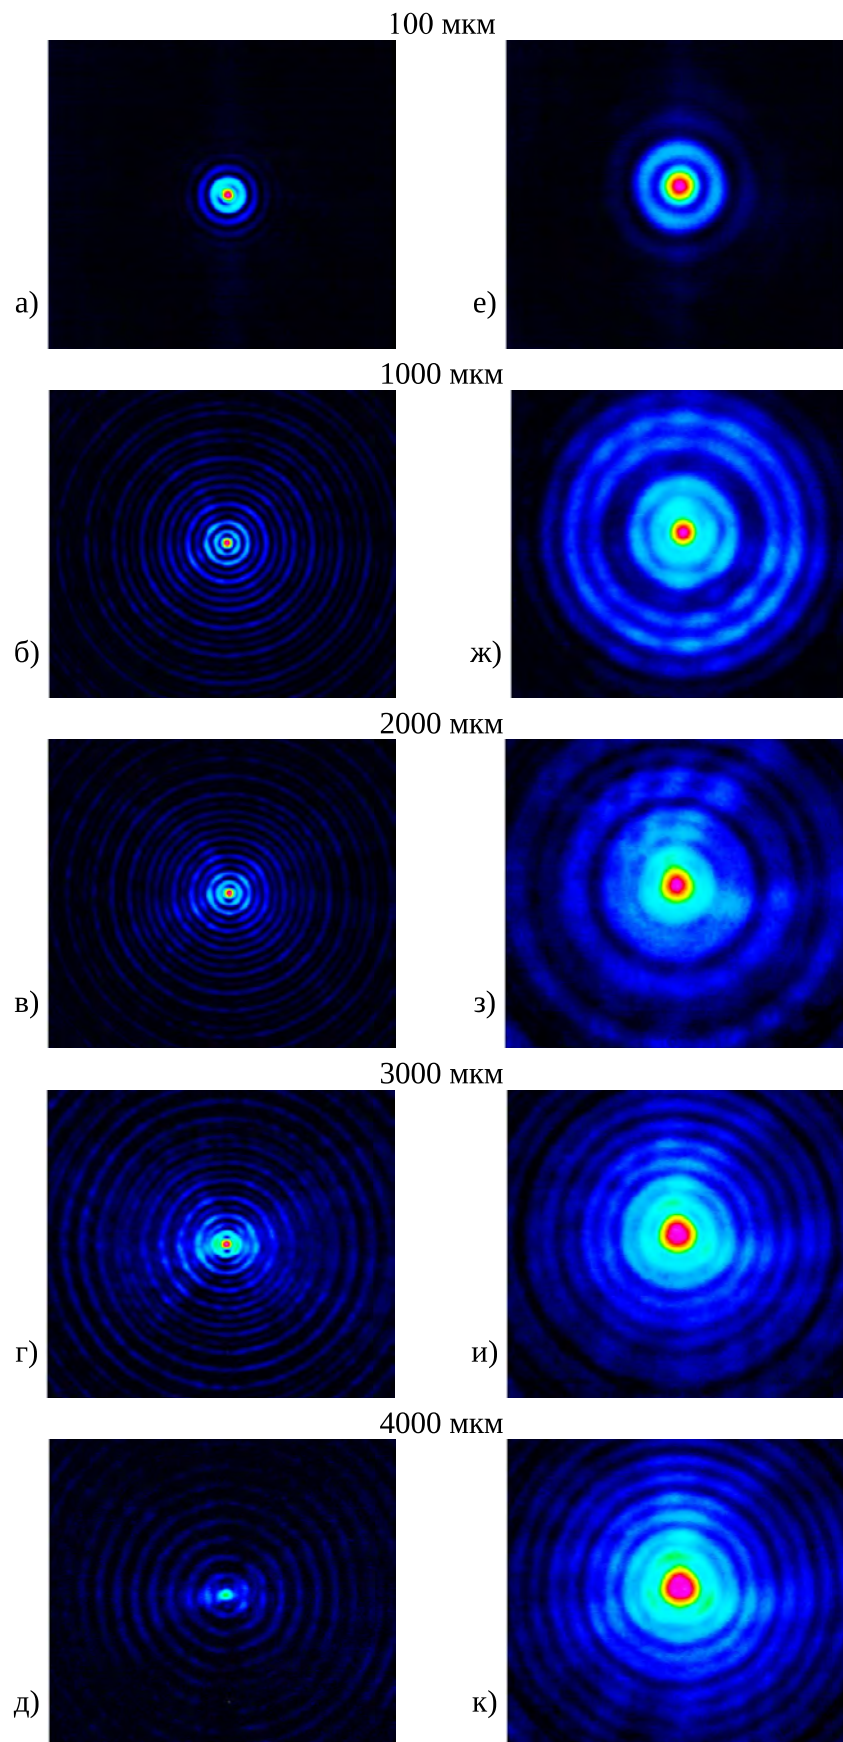 100 мкм
а)
е)
1000 мкм
б)
ж)
2000 мкм
в)
з)
3000 мкм
г)
и)
4000 мкм
д)
к)